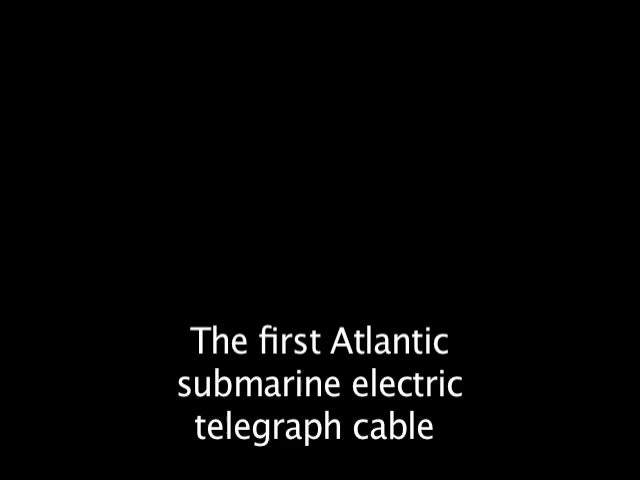 The first Atlantic
submarine electric
telegraph cable